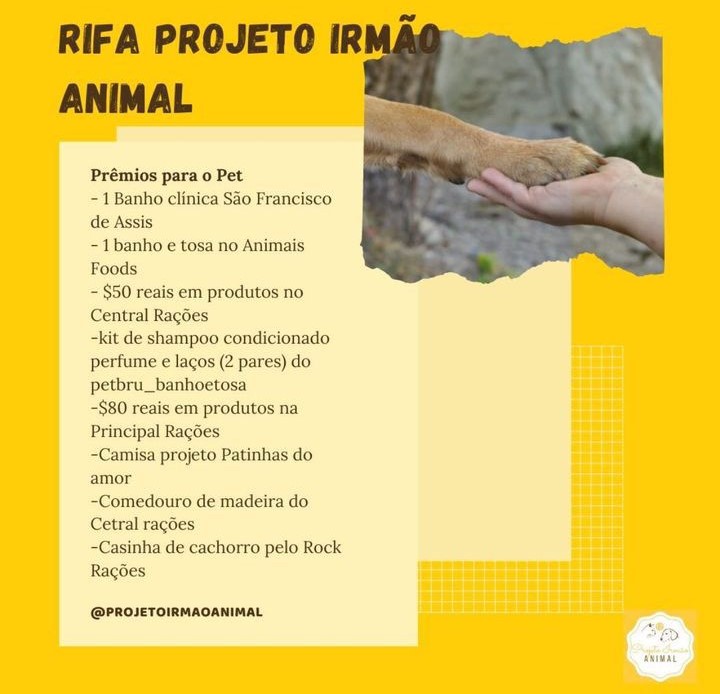 RIFA PROJETO IRMÃO
ANIMAL
Prêmios para o Pet
- 1 Banho clínica São Francisco
de Assis
- 1 banho e tosa no Animais
Foods
- $50 reais em produtos no
Central Rações
-kit de shampoo condicionado
perfume e laços (2 pares) do
petbru_banhoetosa
-$80 reais em produtos na
Principal Rações
-Camisa projeto Patinhas do
amor
-Comedouro de madeira do
Cetral rações
-Casinha de cachorro pelo Rock
Rações
@PROJETOIRMAOANIMAL
Projeto Irmão
ANIMAL